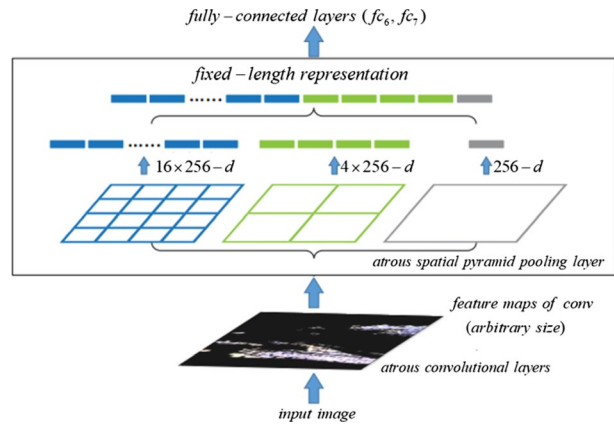 fully−connected layers (fc6, fc7)
fixed−length representation
16×256−d
4×256−d
256−d
atrous spatial pyramid pooling layer
feature maps of conv
(arbitrary size)
atrous convolutional layers
input image